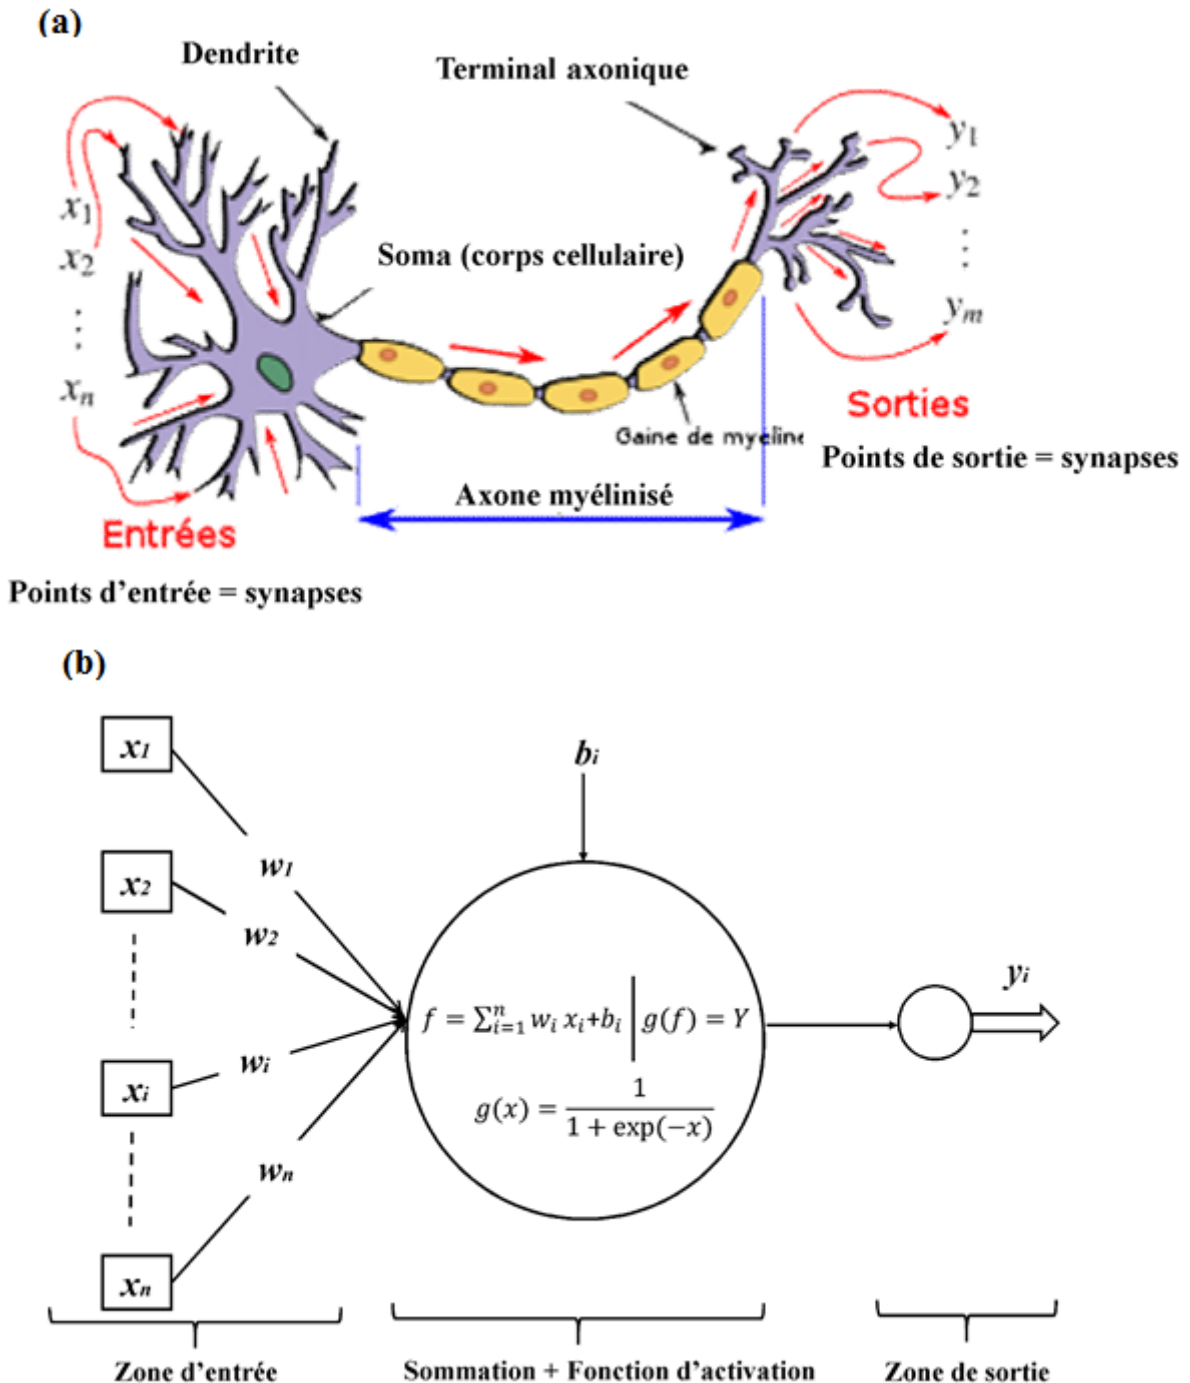 (a)
Dendrite
Terminal axonique
x1
x2
⋮
xn
y1
y2
⋮
ym
Soma (corps cellulaire)
Gaine de myeline
Sorties
Points de sortie = synapses
Axone myélinisé
Entrées
Points d'entrée = synapses
(b)
x1
x2
xi
xn
w1
w2
wi
wn
bi
f = ∑_{i=1}^{n} wi xi+bi | g(f) = Y
g(x) = 1 / (1 + exp(−x))
yi
Zone d'entrée
Sommation + Fonction d'activation
Zone de sortie